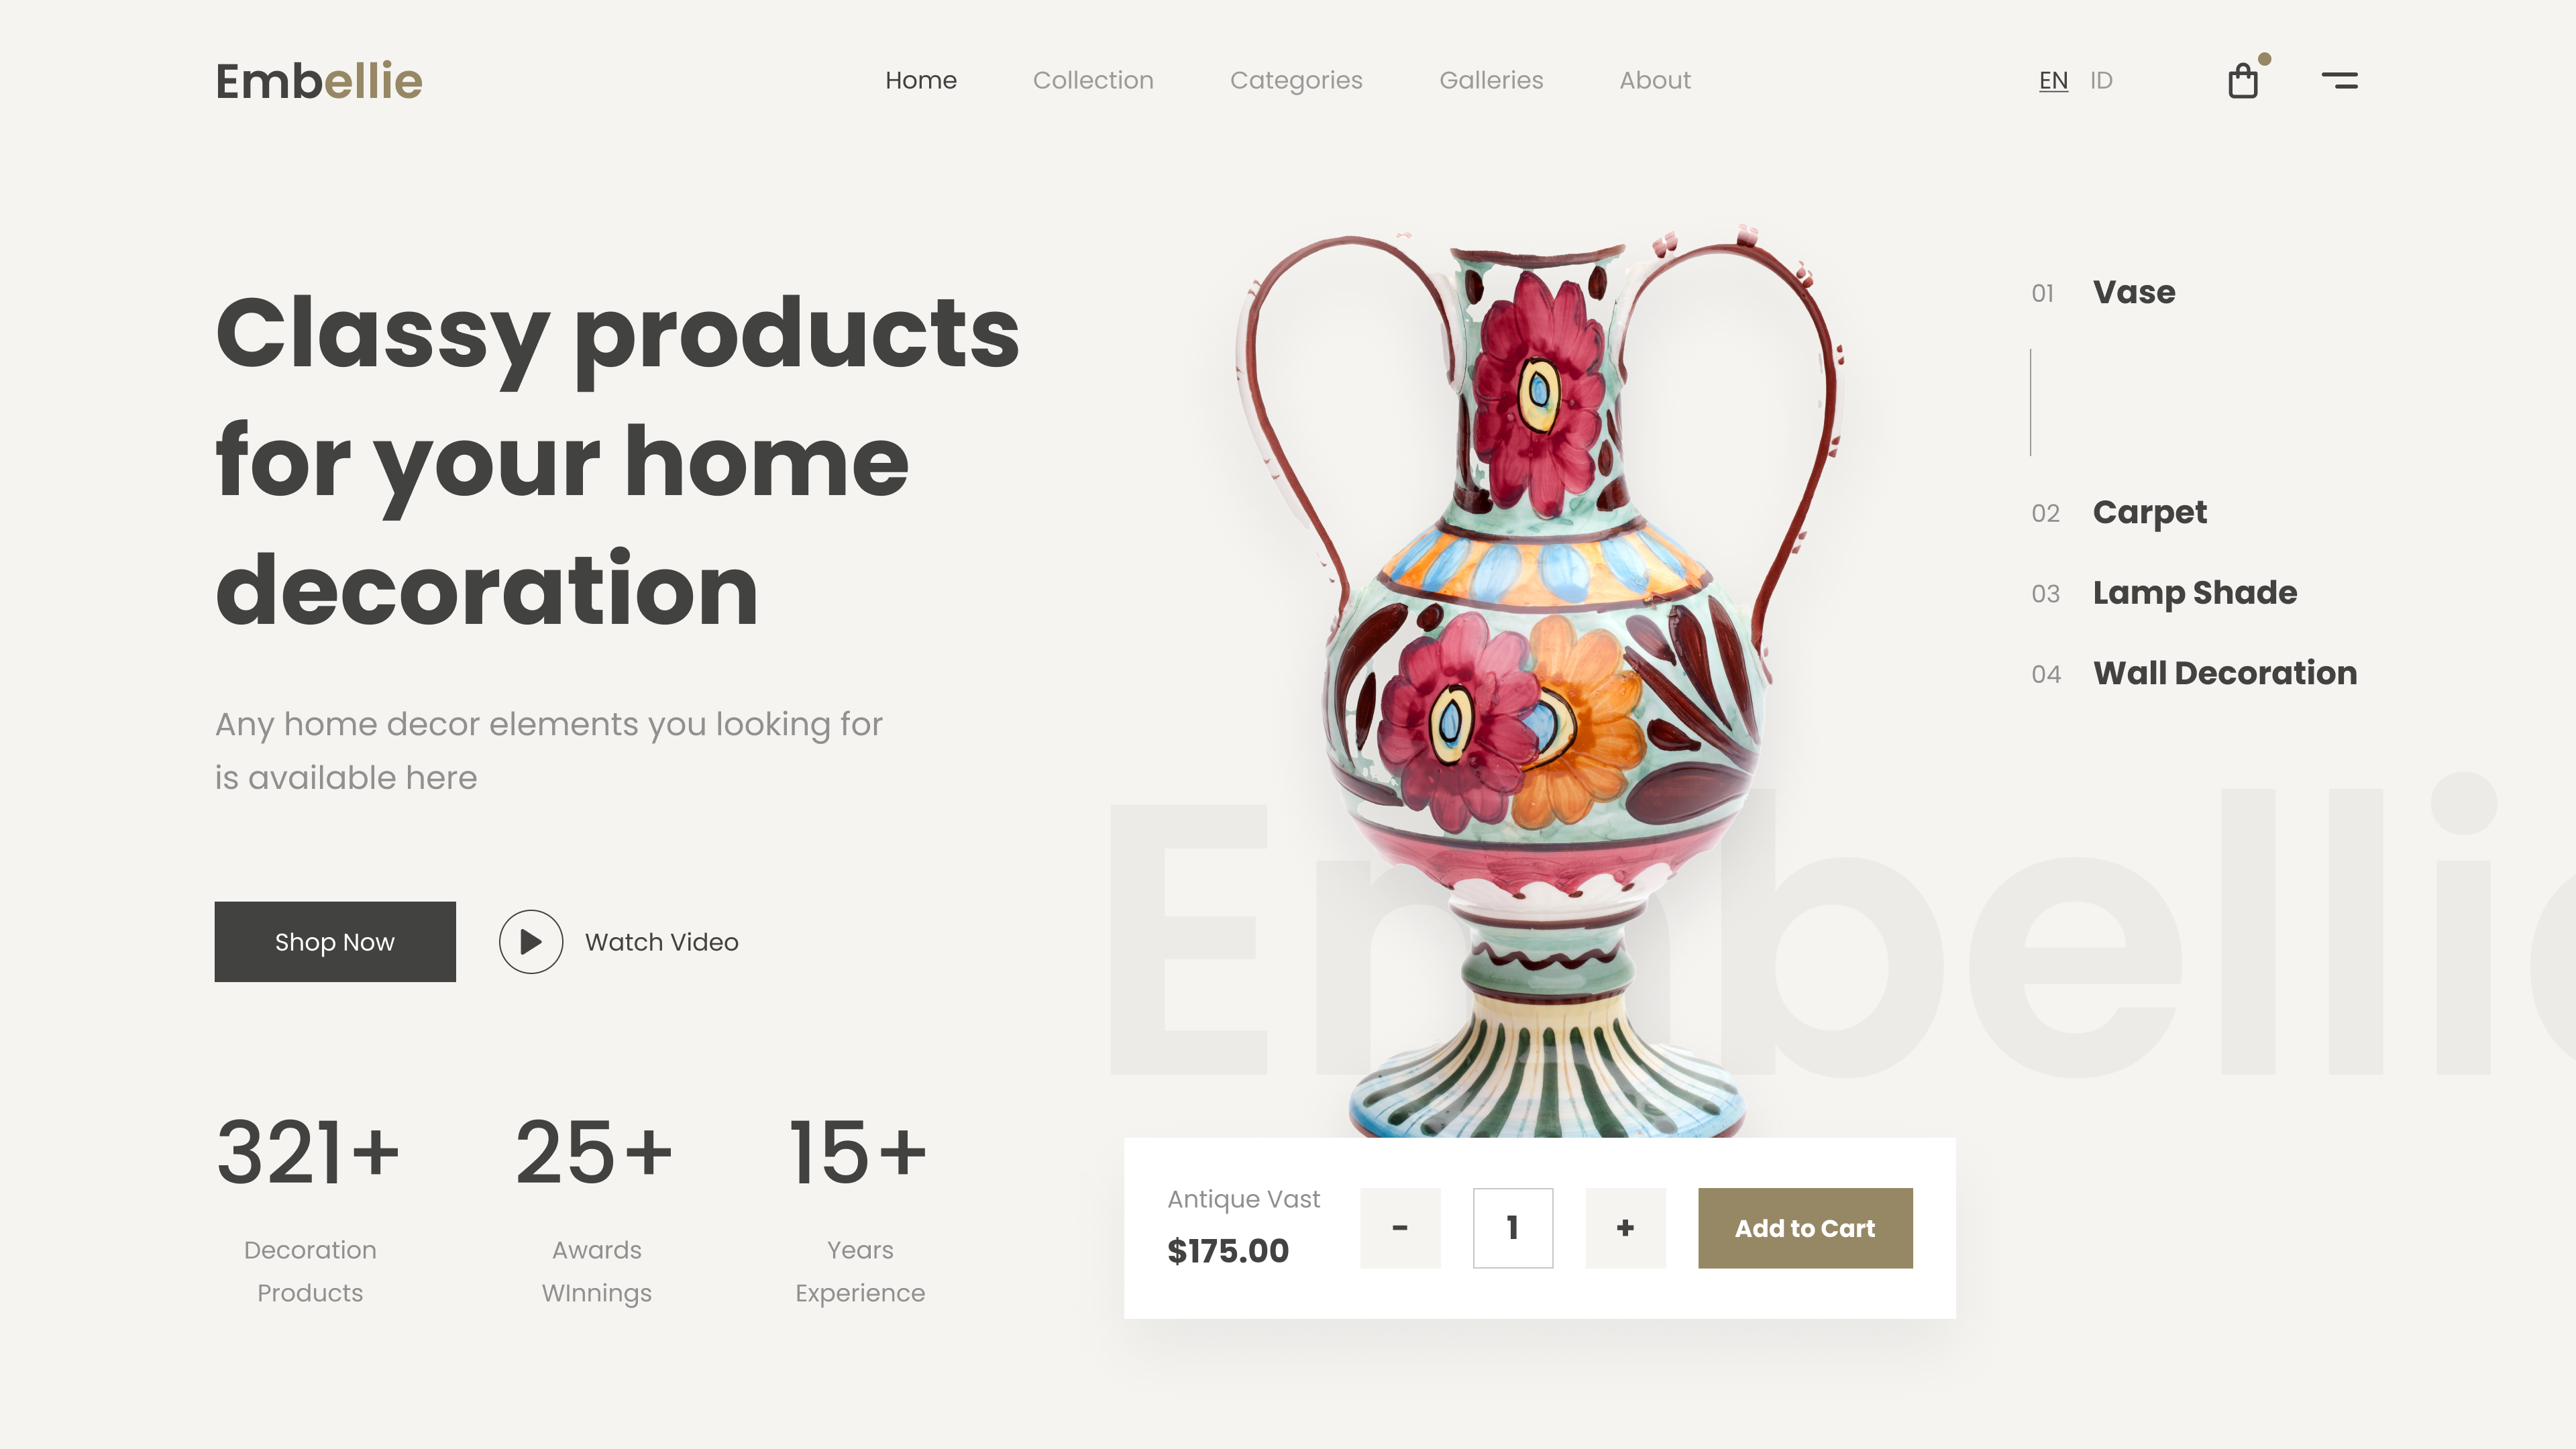 Embellie
Home Collection Categories Galleries About
EN ID
Classy products
for your home
decoration
Any home decor elements you looking for
is available here
Shop Now
Watch Video
321+
Decoration
Products
25+
Awards
WInnings
15+
Years
Experience
01 Vase
02 Carpet
03 Lamp Shade
04 Wall Decoration
Embellie
Antique Vast
$175.00
-
1
+
Add to Cart